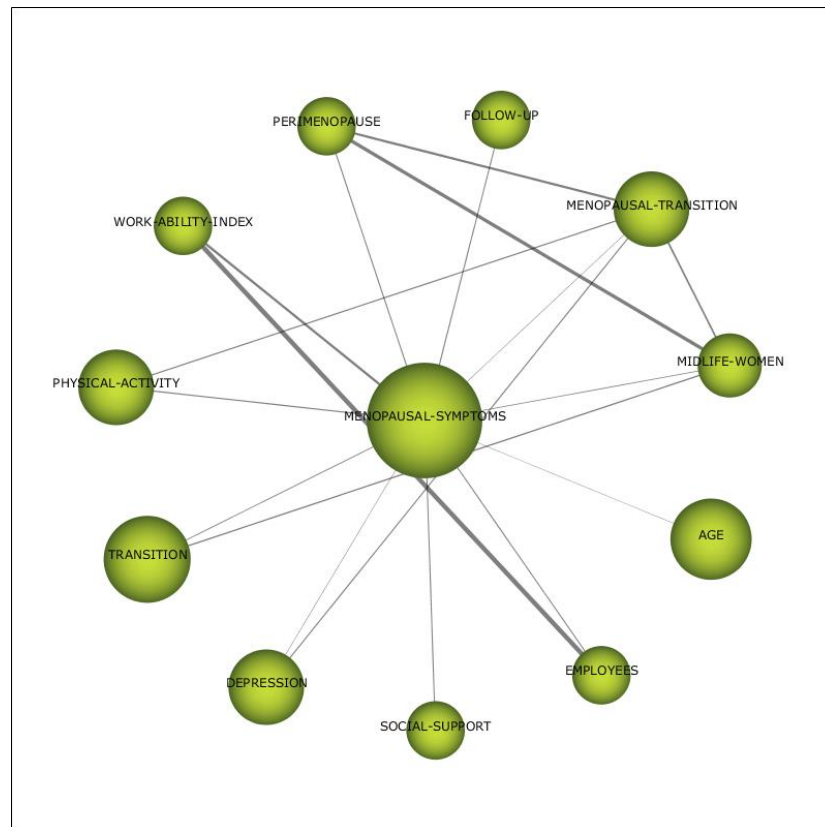 FOLLOW-UP
PERIMENOPAUSE
MENOPAUSAL-TRANSITION
WORK-ABILITY-INDEX
MIDLIFE-WOMEN
PHYSICAL-ACTIVITY
MENOPAUSAL-SYMPTOMS
AGE
TRANSITION
EMPLOYEES
DEPRESSION
SOCIAL-SUPPORT